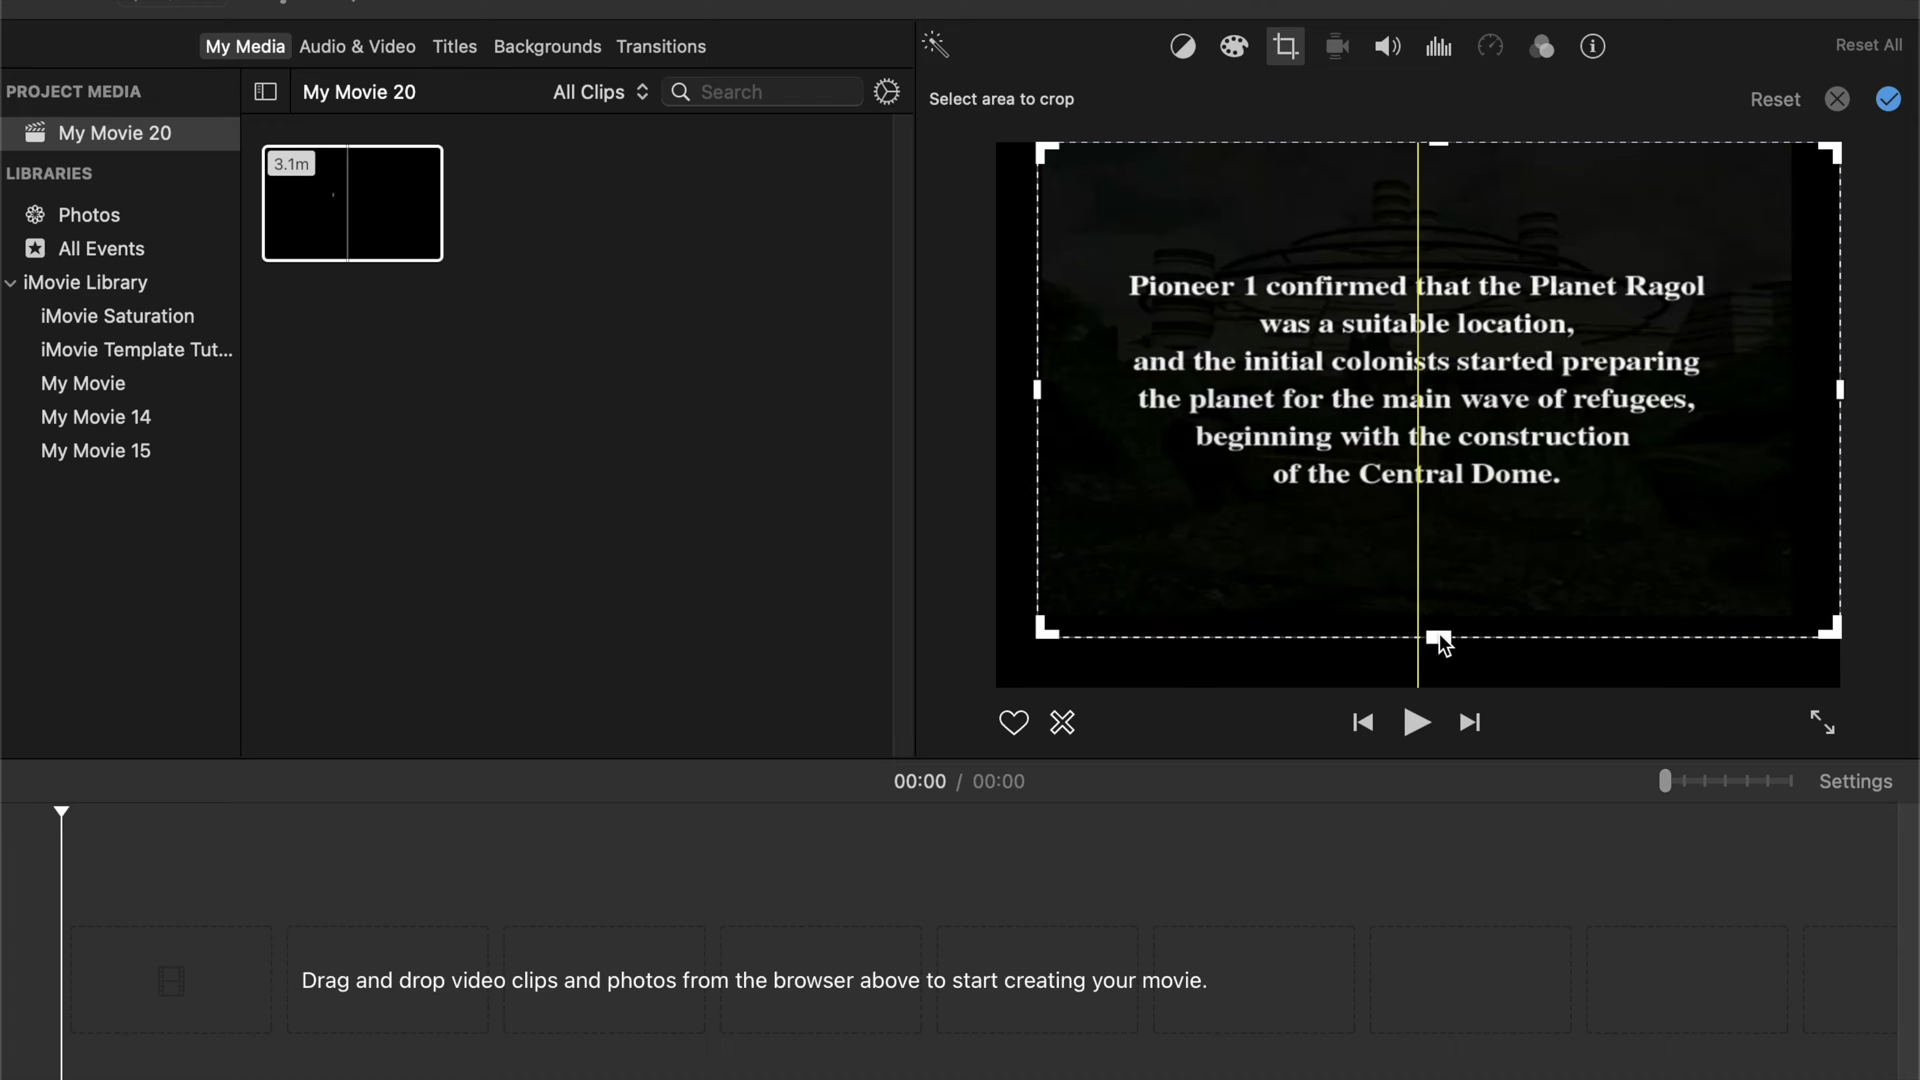 My Media Audio & Video Titles Backgrounds Transitions
Reset All
PROJECT MEDIA
My Movie 20
All Clips
Search
Select area to crop
Reset
My Movie 20
3.1m
LIBRARIES
Photos
All Events
iMovie Library
iMovie Saturation
iMovie Template Tut...
My Movie
My Movie 14
My Movie 15
Pioneer 1 confirmed that the Planet Ragol
was a suitable location,
and the initial colonists started preparing
the planet for the main wave of refugees,
beginning with the construction
of the Central Dome.
00:00 / 00:00
Settings
Drag and drop video clips and photos from the browser above to start creating your movie.